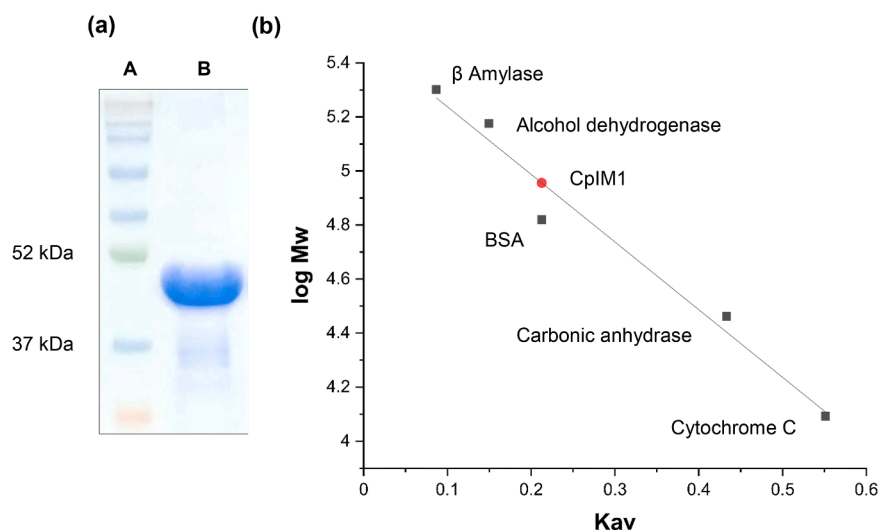 (a)
A B
52 kDa
37 kDa
(b)
log Mw
5.4
5.2
5
4.8
4.6
4.4
4.2
4
β Amylase
Alcohol dehydrogenase
CpIM1
BSA
Carbonic anhydrase
Cytochrome C
0 0.1 0.2 0.3 0.4 0.5 0.6
Kav